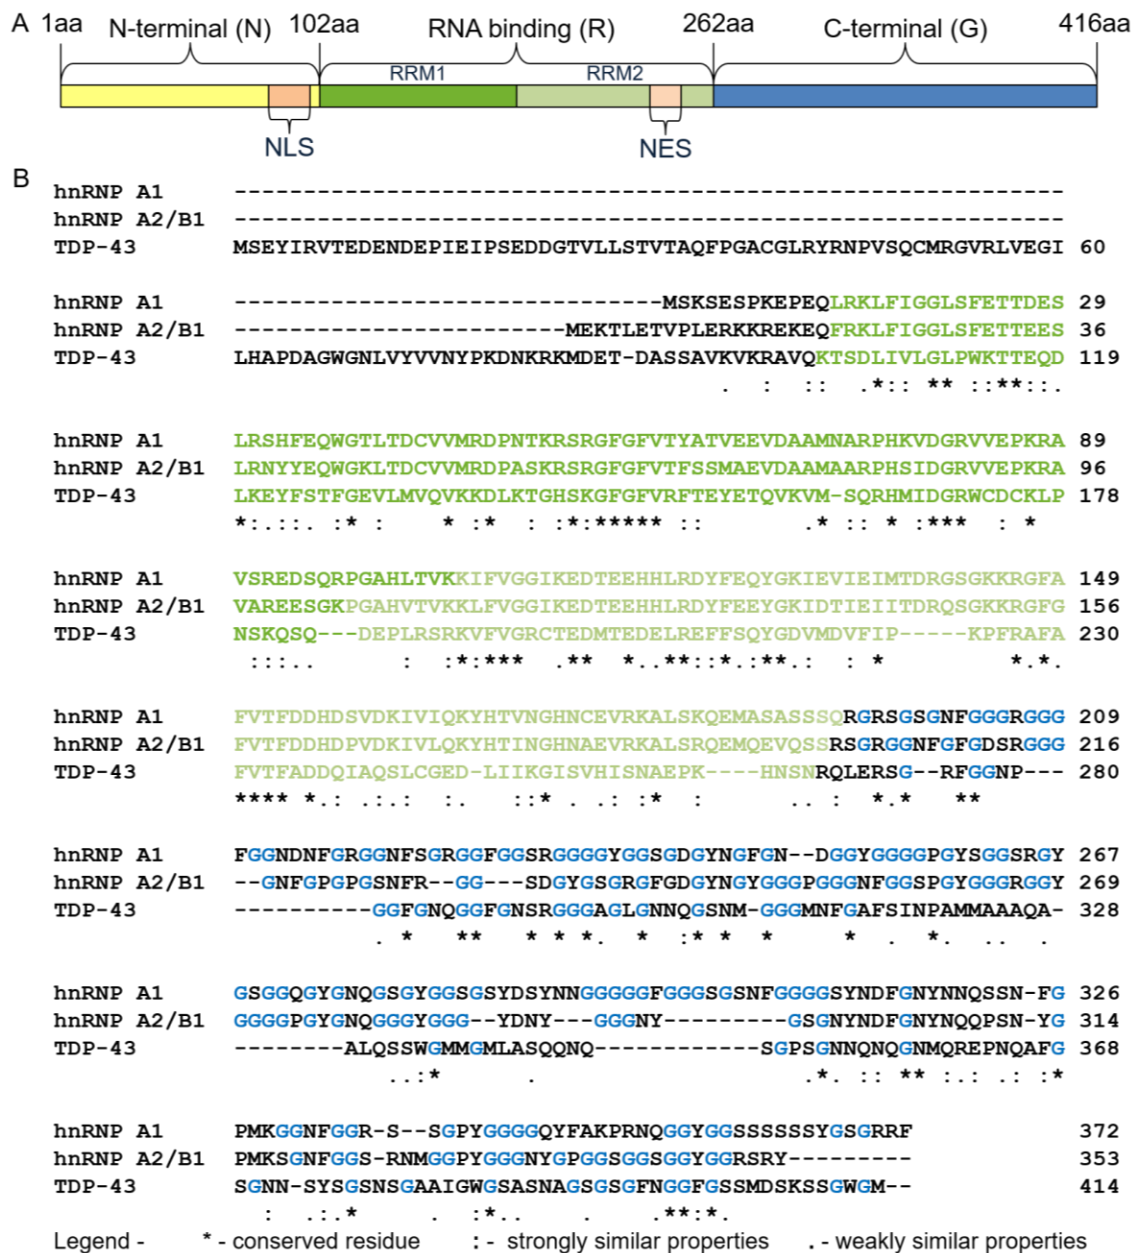 A
1aa N-terminal (N) 102aa RNA binding (R) 262aa C-terminal (G) 416aa
RRM1 RRM2
NLS NES
B
hnRNP A1 ------------------------------------------------------------
hnRNP A2/B1 ------------------------------------------------------------
TDP-43 MSEYIRVTEDENDEPIEIPSEDDGTVLLSTVTAQFPGACGLRYRNPVSQCMRGVRLVEGI 60
hnRNP A1 -------------------------------MSKSESPKEPEQLRKLFIGGLSFETTDES 29
hnRNP A2/B1 ------------------------MEKTLETVPLERKKREKEQFRKLFIGGLSFETTEES 36
TDP-43 LHAPDAGWGNLVYVVNYPKDNKRKMDET-DASSAVKVKRAVQKTSDLIVLGLPWKTTEQD 119
. : :: .*:: ** ::**::.
hnRNP A1 LRSHFEQWGTLTDCVVMRDPNTKRSRGFGFVTYATVEEVDAAMNARPHKVDGRVVEPKRA 89
hnRNP A2/B1 LRNYYEQWGKLTDCVVMRDPASKRSRGFGFVTFSSMAEVDAAMAARPHSIDGRVVEPKRA 96
TDP-43 LKEYFSTFGEVLMVQVKKDLKTGHSKGFGFVRFTEYETQVKVM-SQRHMIDGRWCDCKLP 178
*:.::. :* : * :* : :*:***** :: .* :: * :*** : *
hnRNP A1 VSREDSQRPGAHLTVKKIFVGGIKEDTEEHHLRDYFEQYGKIEVIEIMTDRGSGKKRGFA 149
hnRNP A2/B1 VAREESGKPGAHVTVKKLFVGGIKEDTEEHHLRDYFEEYGKIDTIEIITDRQSGKKRGFG 156
TDP-43 NSKQSQ---DEPLRSRKVFVGRCTEDMTEDELREFFSQYGDVMDVFIP-----KPFRAFA 230
:::.. : :*:*** .** *..**::*.:**.: : * *.*.
hnRNP A1 FVTFDDHDSVDKIVIQKYHTVNGHNCEVRKALSKQEMASASSSQRGRSGSGNFGGGRGGG 209
hnRNP A2/B1 FVTFDDHDPVDKIVLQKYHTINGHNAEVRKALSRQEMQEVQSSRSGRGGNFGFGDSRGGG 216
TDP-43 FVTFADDQIAQSLCGED-LIIKGISVHISNAEPK----HNSNRQLERSG--RFGGNP--- 280
**** *.: .:.: :. ::* . .: :* : .. : *.* **
hnRNP A1 FGGNDNFGRGGNFSGRGGFGGSRGGGGYGGSGDGYNGFGN--DGGYGGGGPGYSGGSRGY 267
hnRNP A2/B1 --GNFGPGPGSNFR--GG---SDGYGSGRGFGDGYNGYGGGPGGGNFGGSPGYGGGRGGY 269
TDP-43 ----------GGFGNQGGFGNSRGGGAGLGNNQGSNM-GGGMNFGAFSINPAMMAAAQA- 328
. * ** * * *. * :* * * * . *. .. .
hnRNP A1 GSGGQGYGNQGSGYGGSGSYDSYNNGGGGGFGGGSGSNFGGGGSYNDFGNYNNQSSN-FG 326
hnRNP A2/B1 GGGGPGYGNQGGGYGGG--YDNY---GGGNY---------GSGNYNDFGNYNQQPSN-YG 314
TDP-43 --------ALQSSWGMMGMLASQQNQ------------SGPSGNNQNQGNMQREPNQAFG 368
..:* . .*. :: ** :.: .: :*
hnRNP A1 PMKGGNFGGR-S--SGPYGGGGQYFAKPRNQGGYGGSSSSSSYGSGRRF 372
hnRNP A2/B1 PMKSGNFGGS-RNMGGPYGGGNYGPGGSGGSGGYGGRSRY--------- 353
TDP-43 SGNN-SYSGSNSGAAIGWGSASNAGSGSGFNGGFGSSMDSKSSGWGM-- 414
: .:.* . :*.. . .**:*.
Legend - * - conserved residue :- strongly similar properties .- weakly similar properties